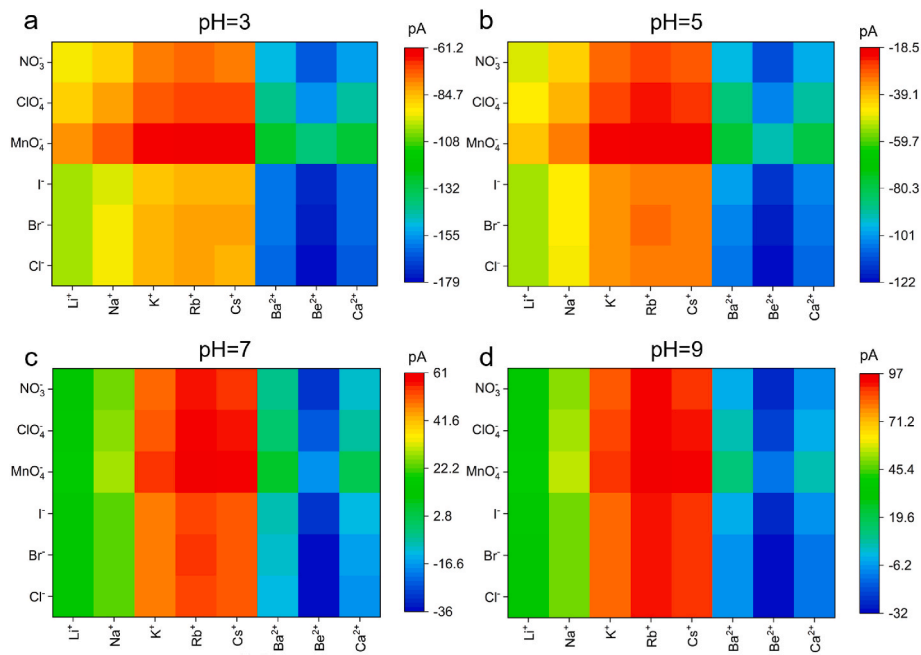 a pH=3 pA
NO₃⁻
ClO₄⁻
MnO₄⁻
I⁻
Br⁻
Cl⁻
-61.2
-84.7
-108
-132
-155
-179
Li⁺ Na⁺ K⁺ Rb⁺ Cs⁺ Ba²⁺ Be²⁺ Ca²⁺
b pH=5 pA
NO₃⁻
ClO₄⁻
MnO₄⁻
I⁻
Br⁻
Cl⁻
-18.5
-39.1
-59.7
-80.3
-101
-122
Li⁺ Na⁺ K⁺ Rb⁺ Cs⁺ Ba²⁺ Be²⁺ Ca²⁺
c pH=7 pA
NO₃⁻
ClO₄⁻
MnO₄⁻
I⁻
Br⁻
Cl⁻
61
41.6
22.2
2.8
-16.6
-36
Li⁺ Na⁺ K⁺ Rb⁺ Cs⁺ Ba²⁺ Be²⁺ Ca²⁺
d pH=9 pA
NO₃⁻
ClO₄⁻
MnO₄⁻
I⁻
Br⁻
Cl⁻
97
71.2
45.4
19.6
-6.6
-32
Li⁺ Na⁺ K⁺ Rb⁺ Cs⁺ Ba²⁺ Be²⁺ Ca²⁺